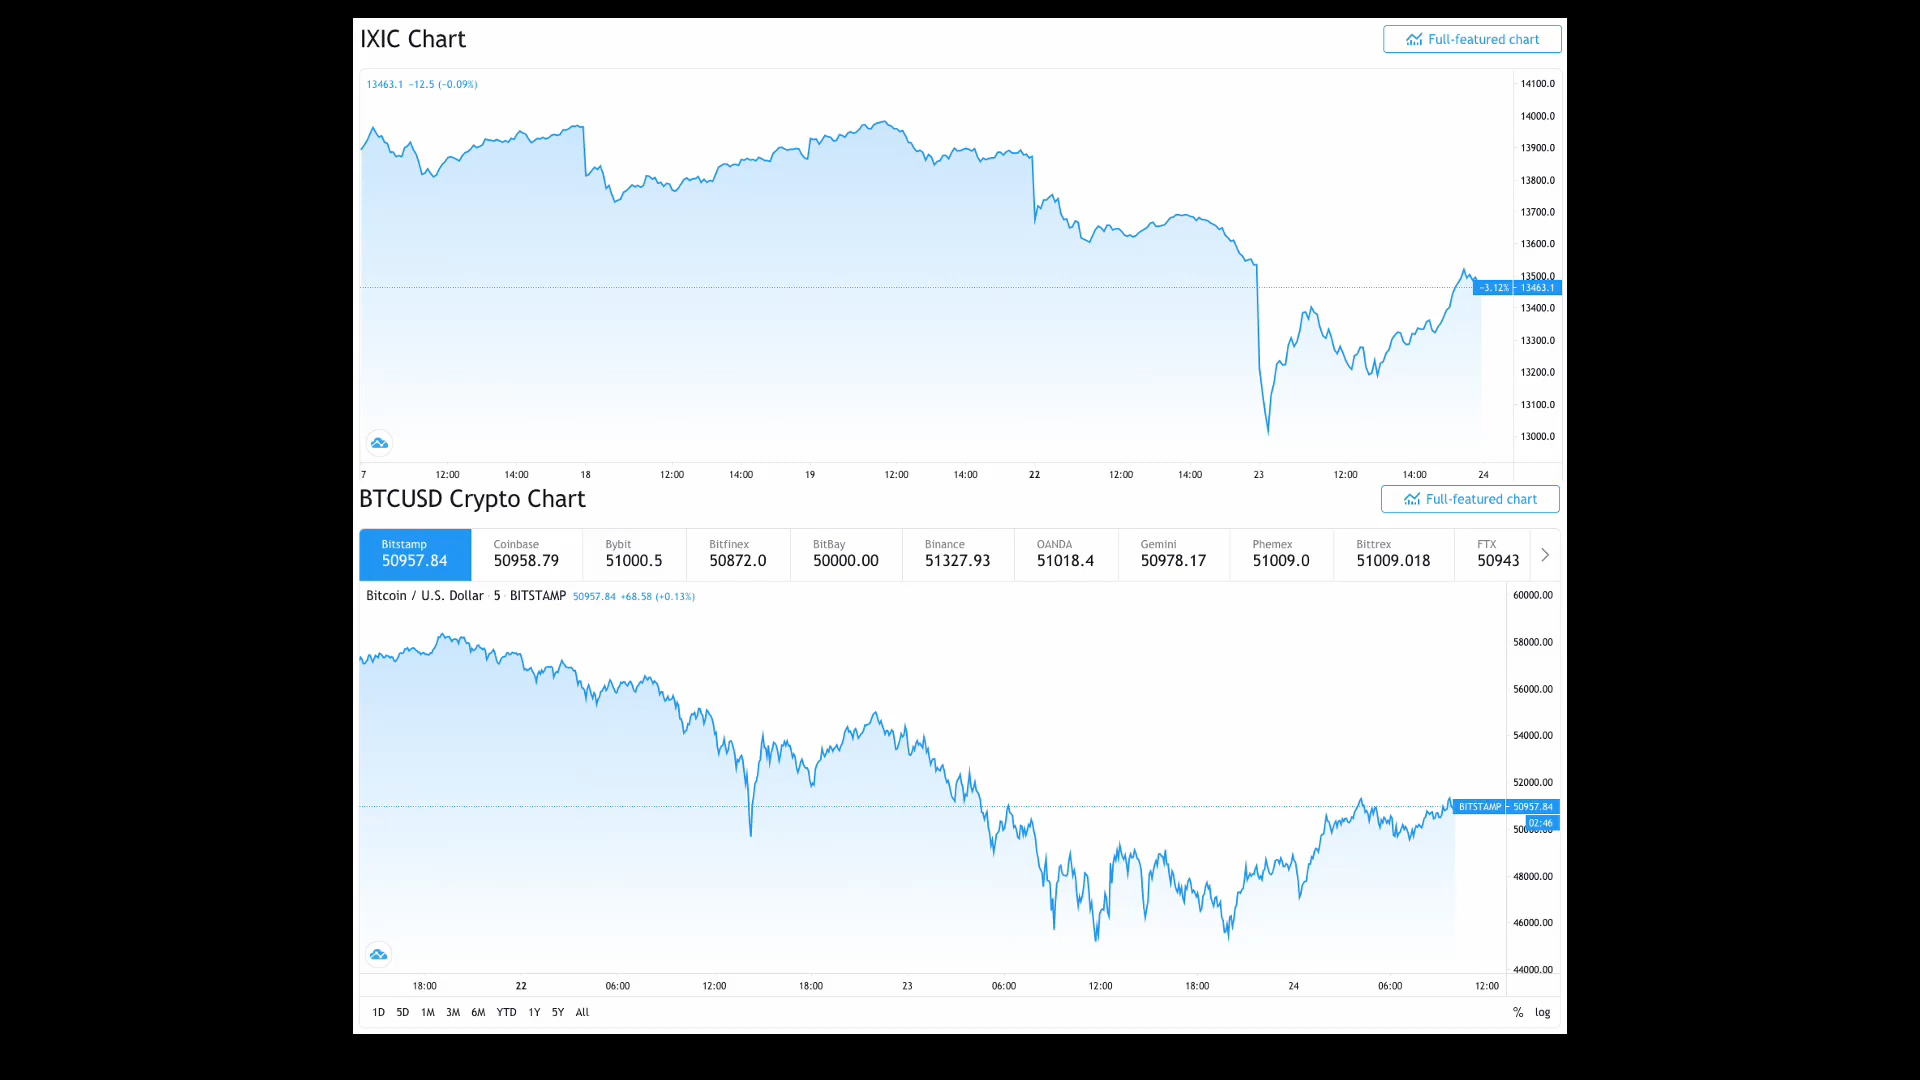 IXIC Chart
Full-featured chart
13463.1 −12.5 (−0.09%)
14100.0
14000.0
13900.0
13800.0
13700.0
13600.0
13500.0
−3.12% 13463.1
13400.0
13300.0
13200.0
13100.0
13000.0
7 12:00 14:00 18 12:00 14:00 19 12:00 14:00 22 12:00 14:00 23 12:00 14:00 24
BTCUSD Crypto Chart
Full-featured chart
Bitstamp Coinbase Bybit Bitfinex BitBay Binance OANDA Gemini Phemex Bittrex FTX
50957.84 50958.79 51000.5 50872.0 50000.00 51327.93 51018.4 50978.17 51009.0 51009.018 50943
Bitcoin / U.S. Dollar 5 BITSTAMP 50957.84 +68.58 (+0.13%)
60000.00
58000.00
56000.00
54000.00
52000.00
BITSTAMP 50957.84
02:46
48000.00
46000.00
44000.00
18:00 22 06:00 12:00 18:00 23 06:00 12:00 18:00 24 06:00 12:00
1D 5D 1M 3M 6M YTD 1Y 5Y All % log